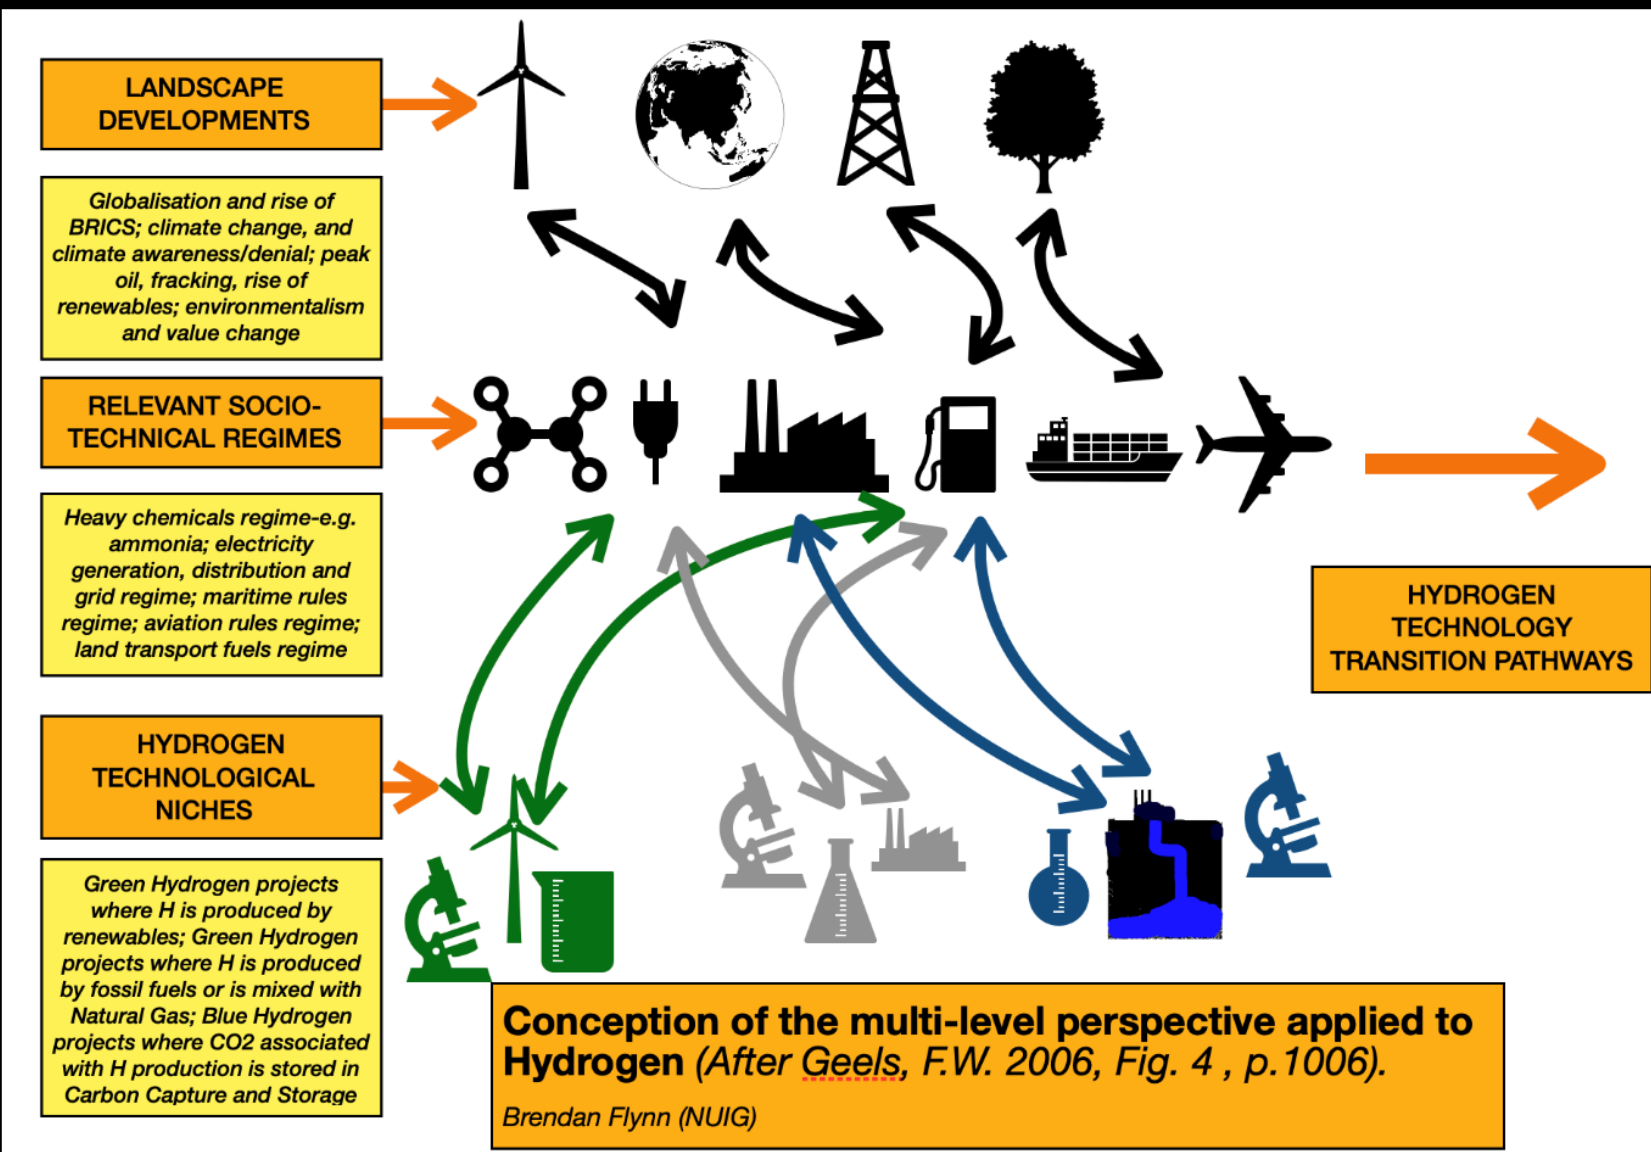 LANDSCAPE
DEVELOPMENTS
Globalisation and rise of
BRICS; climate change, and
climate awareness/denial; peak
oil, fracking, rise of
renewables; environmentalism
and value change
RELEVANT SOCIO-
TECHNICAL REGIMES
Heavy chemicals regime-e.g.
ammonia; electricity
generation, distribution and
grid regime; maritime rules
regime; aviation rules regime;
land transport fuels regime
HYDROGEN
TECHNOLOGY
TRANSITION PATHWAYS
HYDROGEN
TECHNOLOGICAL
NICHES
Green Hydrogen projects
where H is produced by
renewables; Green Hydrogen
projects where H is produced
by fossil fuels or is mixed with
Natural Gas; Blue Hydrogen
projects where CO2 associated
with H production is stored in
Carbon Capture and Storage
Conception of the multi-level perspective applied to
Hydrogen (After Geels, F.W. 2006, Fig. 4 , p.1006).
Brendan Flynn (NUIG)